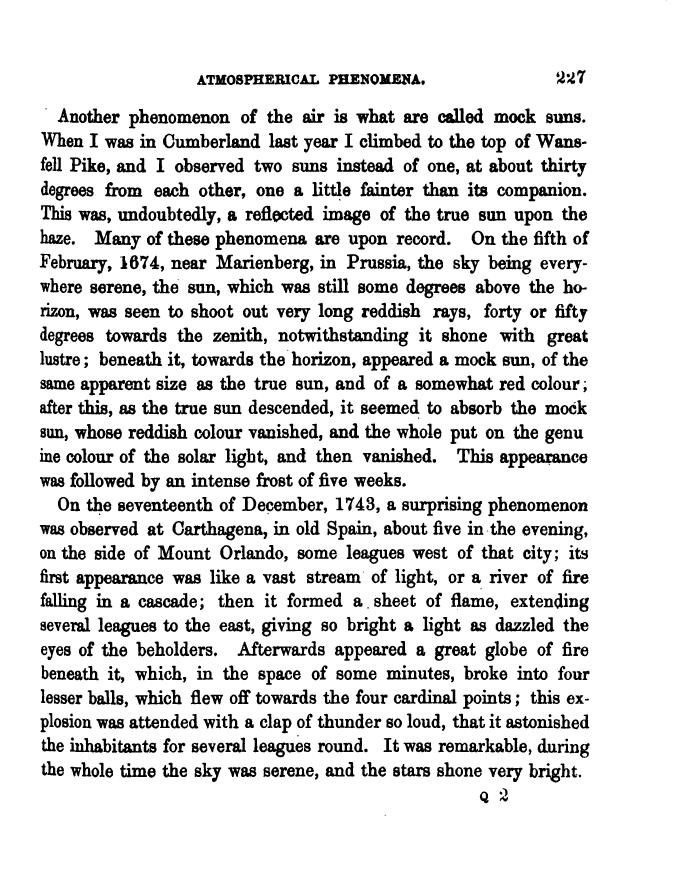 ATMOSPHERICAL PHENOMENA. 227
Another phenomenon of the air is what are called mock suns.
When I was in Cumberland last year I climbed to the top of Wans-
fell Pike, and I observed two suns instead of one, at about thirty
degrees from each other, one a little fainter than its companion.
This was, undoubtedly, a reflected image of the true sun upon the
haze. Many of these phenomena are upon record. On the fifth of
February, 1674, near Marienberg, in Prussia, the sky being every-
where serene, the sun, which was still some degrees above the ho-
rizon, was seen to shoot out very long reddish rays, forty or fifty
degrees towards the zenith, notwithstanding it shone with great
lustre; beneath it, towards the horizon, appeared a mock sun, of the
same apparent size as the true sun, and of a somewhat red colour;
after this, as the true sun descended, it seemed to absorb the mock
sun, whose reddish colour vanished, and the whole put on the genu
ine colour of the solar light, and then vanished. This appearance
was followed by an intense frost of five weeks.
On the seventeenth of December, 1743, a surprising phenomenon
was observed at Carthagena, in old Spain, about five in the evening,
on the side of Mount Orlando, some leagues west of that city; its
first appearance was like a vast stream of light, or a river of fire
falling in a cascade; then it formed a sheet of flame, extending
several leagues to the east, giving so bright a light as dazzled the
eyes of the beholders. Afterwards appeared a great globe of fire
beneath it, which, in the space of some minutes, broke into four
lesser balls, which flew off towards the four cardinal points; this ex-
plosion was attended with a clap of thunder so loud, that it astonished
the inhabitants for several leagues round. It was remarkable, during
the whole time the sky was serene, and the stars shone very bright.
Q 2